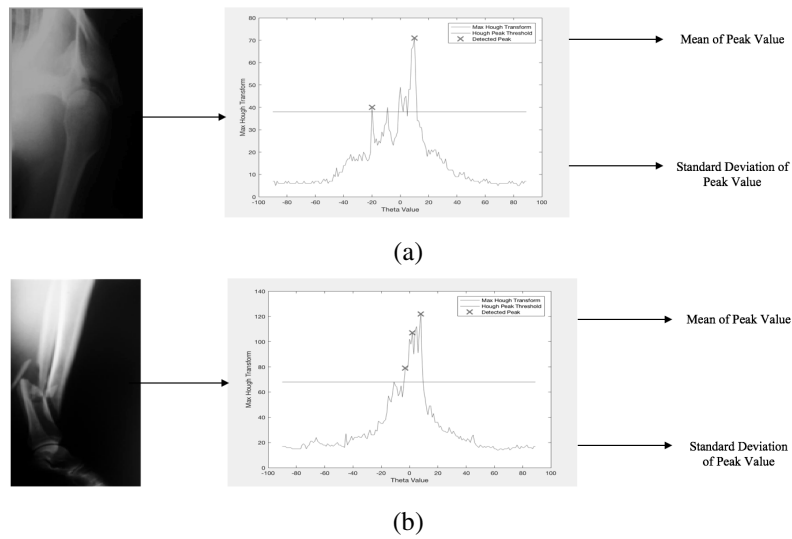 80
70
60
50
40
30
20
10
0
Max Hough Transform
-100 -80 -60 -40 -20 0 20 40 60 80 100
Theta Value
Max Hough Transform
Hough Peak Threshold
Detected Peak
Mean of Peak Value
Standard Deviation of
Peak Value
(a)
140
120
100
80
60
40
20
0
Max Hough Transform
-100 -80 -60 -40 -20 0 20 40 60 80 100
Theta Value
Max Hough Transform
Hough Peak Threshold
Detected Peak
Mean of Peak Value
Standard Deviation
of Peak Value
(b)